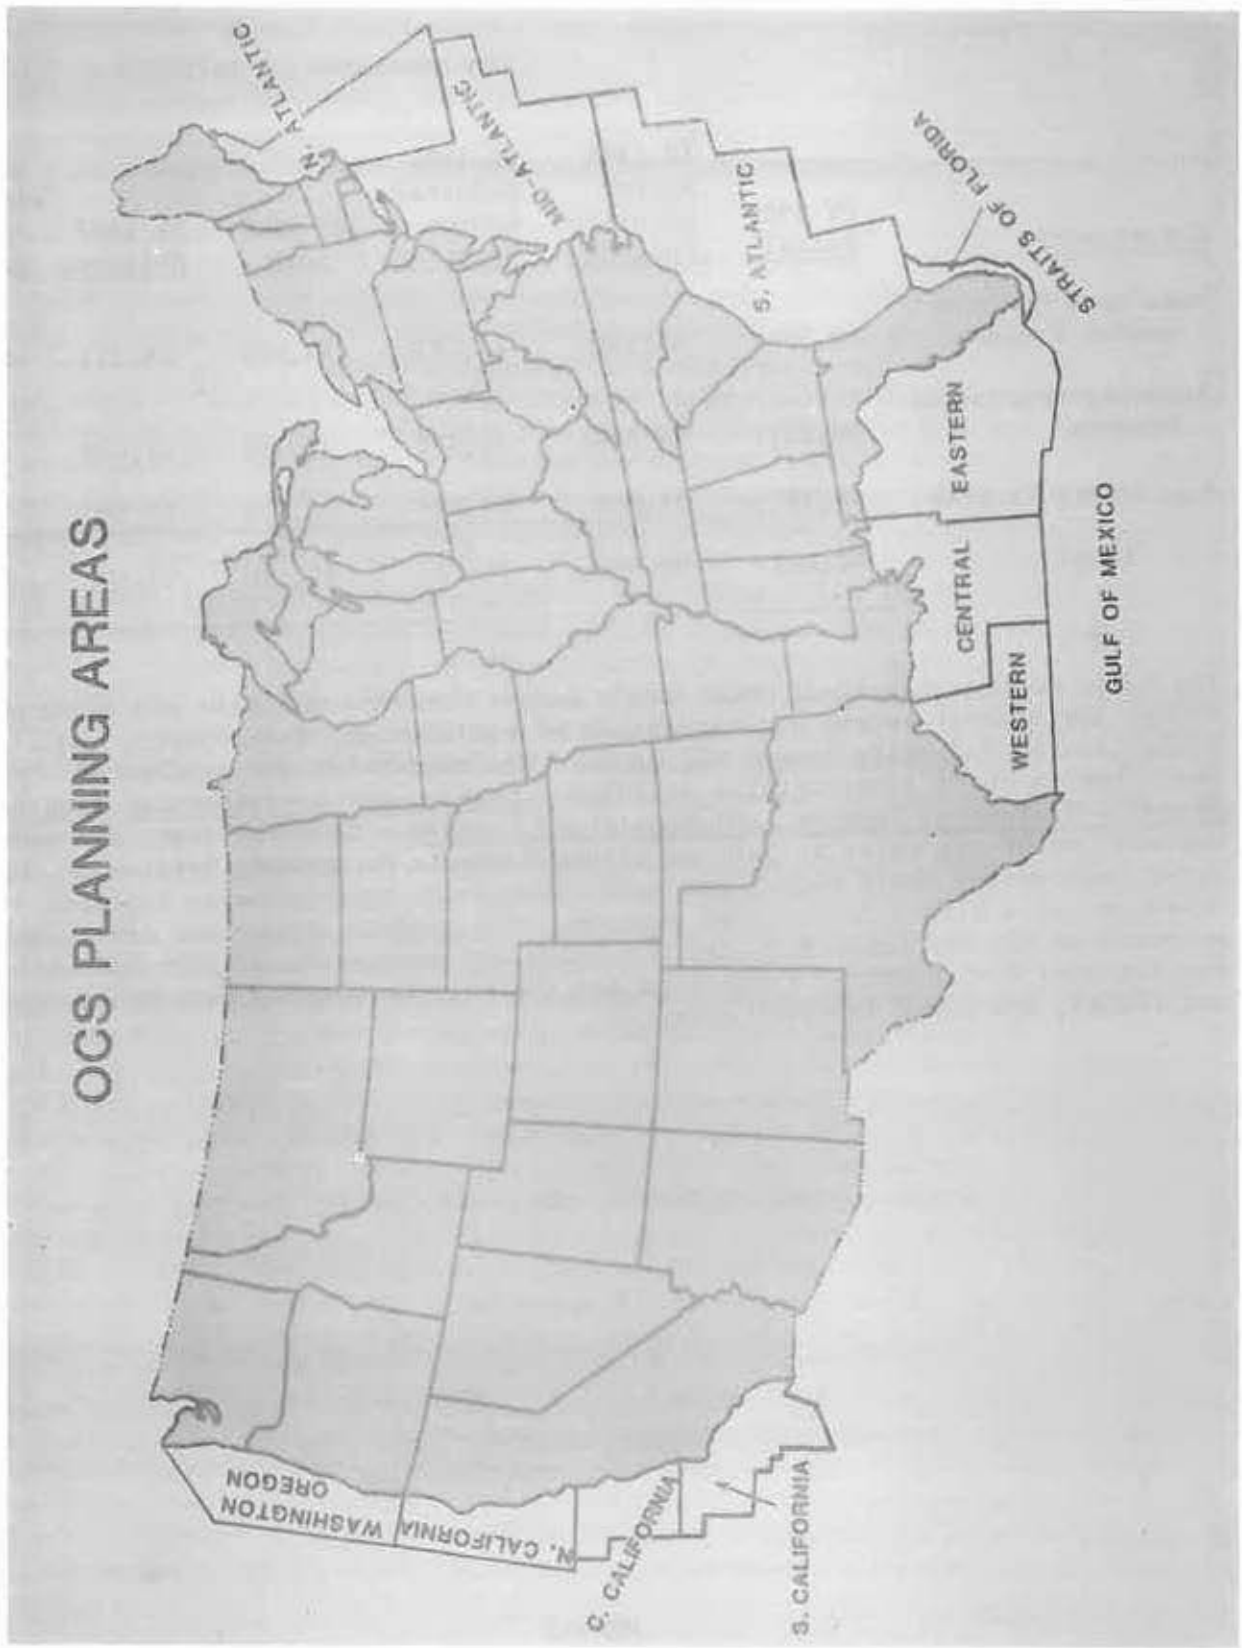 OCS PLANNING AREAS
WASHINGTON
OREGON
N. CALIFORNIA
C. CALIFORNIA
S. CALIFORNIA
N. ATLANTIC
MID-ATLANTIC
S. ATLANTIC
STRAITS OF FLORIDA
WESTERN
CENTRAL
EASTERN
GULF OF MEXICO